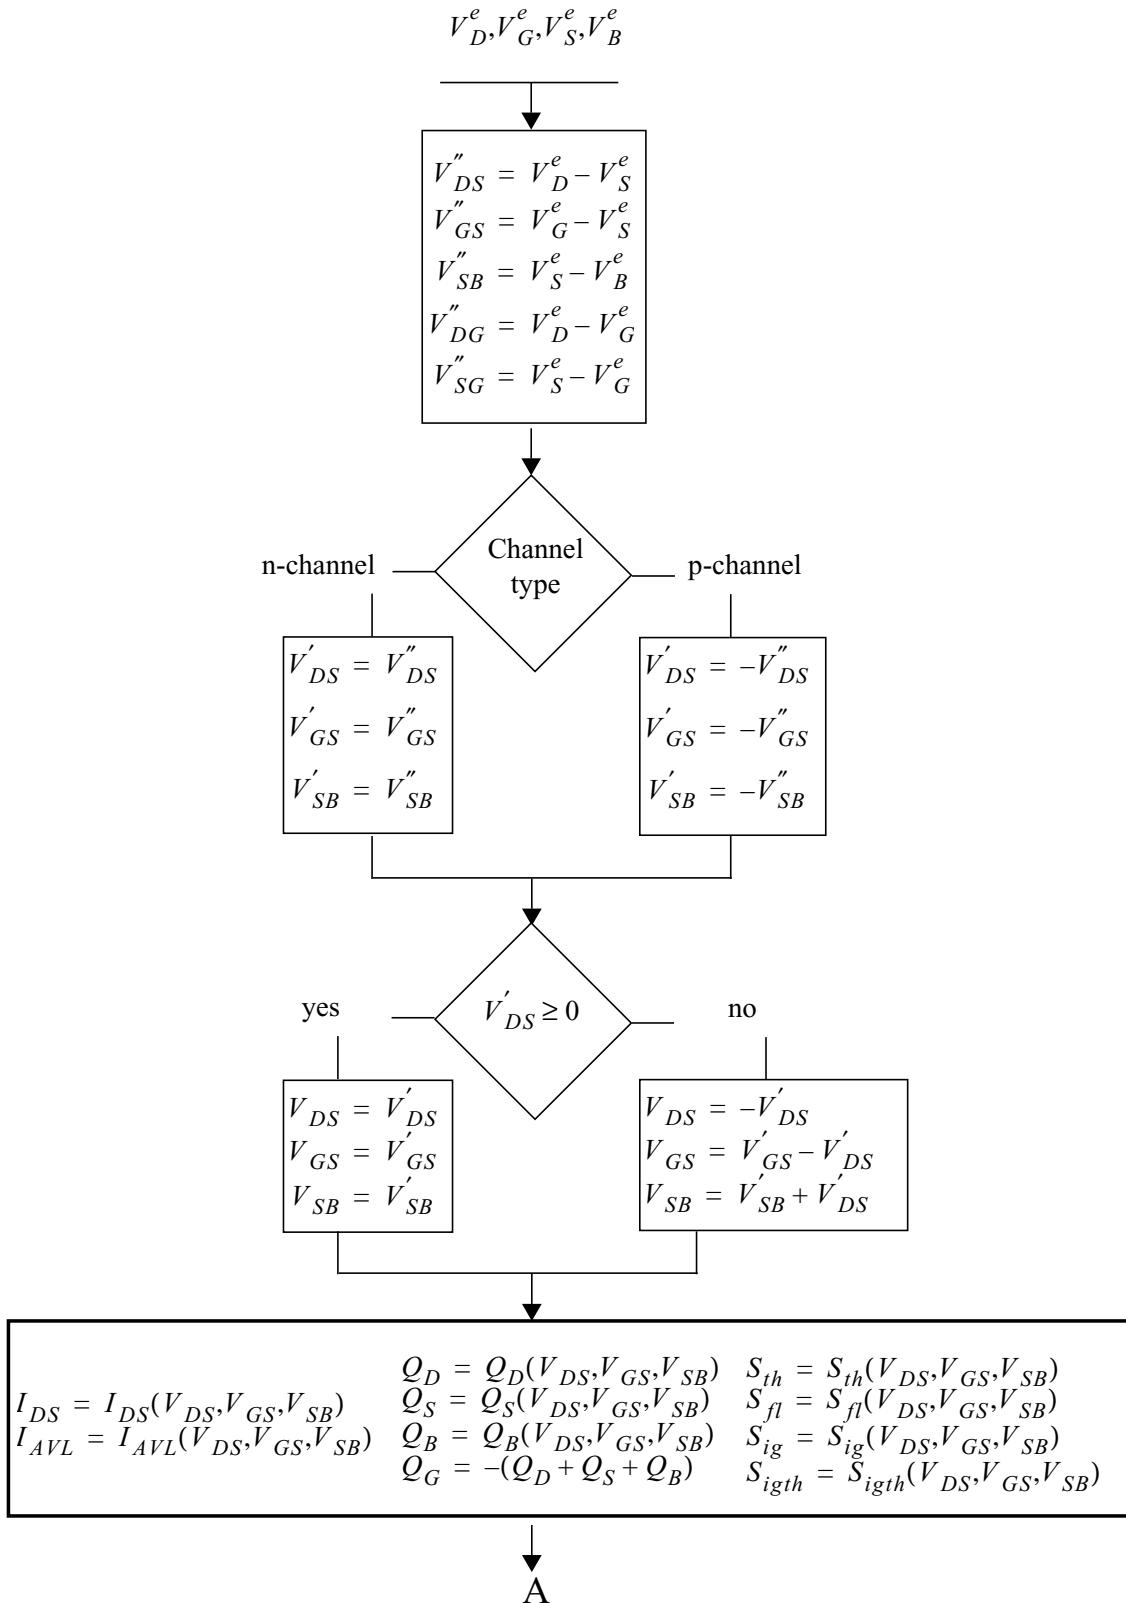 V^e_D,V^e_G,V^e_S,V^e_B
V″_DS = V^e_D – V^e_S
V″_GS = V^e_G – V^e_S
V″_SB = V^e_S – V^e_B
V″_DG = V^e_D – V^e_G
V″_SG = V^e_S – V^e_G
Channel
type
n-channel
p-channel
V′_DS = V″_DS
V′_GS = V″_GS
V′_SB = V″_SB
V′_DS = –V″_DS
V′_GS = –V″_GS
V′_SB = –V″_SB
V′_DS ≥ 0
yes
no
V_DS = V′_DS
V_GS = V′_GS
V_SB = V′_SB
V_DS = –V′_DS
V_GS = V′_GS – V′_DS
V_SB = V′_SB + V′_DS
I_DS = I_DS(V_DS,V_GS,V_SB)
I_AVL = I_AVL(V_DS,V_GS,V_SB)
Q_D = Q_D(V_DS,V_GS,V_SB)
Q_S = Q_S(V_DS,V_GS,V_SB)
Q_B = Q_B(V_DS,V_GS,V_SB)
Q_G = –(Q_D + Q_S + Q_B)
S_th = S_th(V_DS,V_GS,V_SB)
S_fl = S_fl(V_DS,V_GS,V_SB)
S_ig = S_ig(V_DS,V_GS,V_SB)
S_igth = S_igth(V_DS,V_GS,V_SB)
A